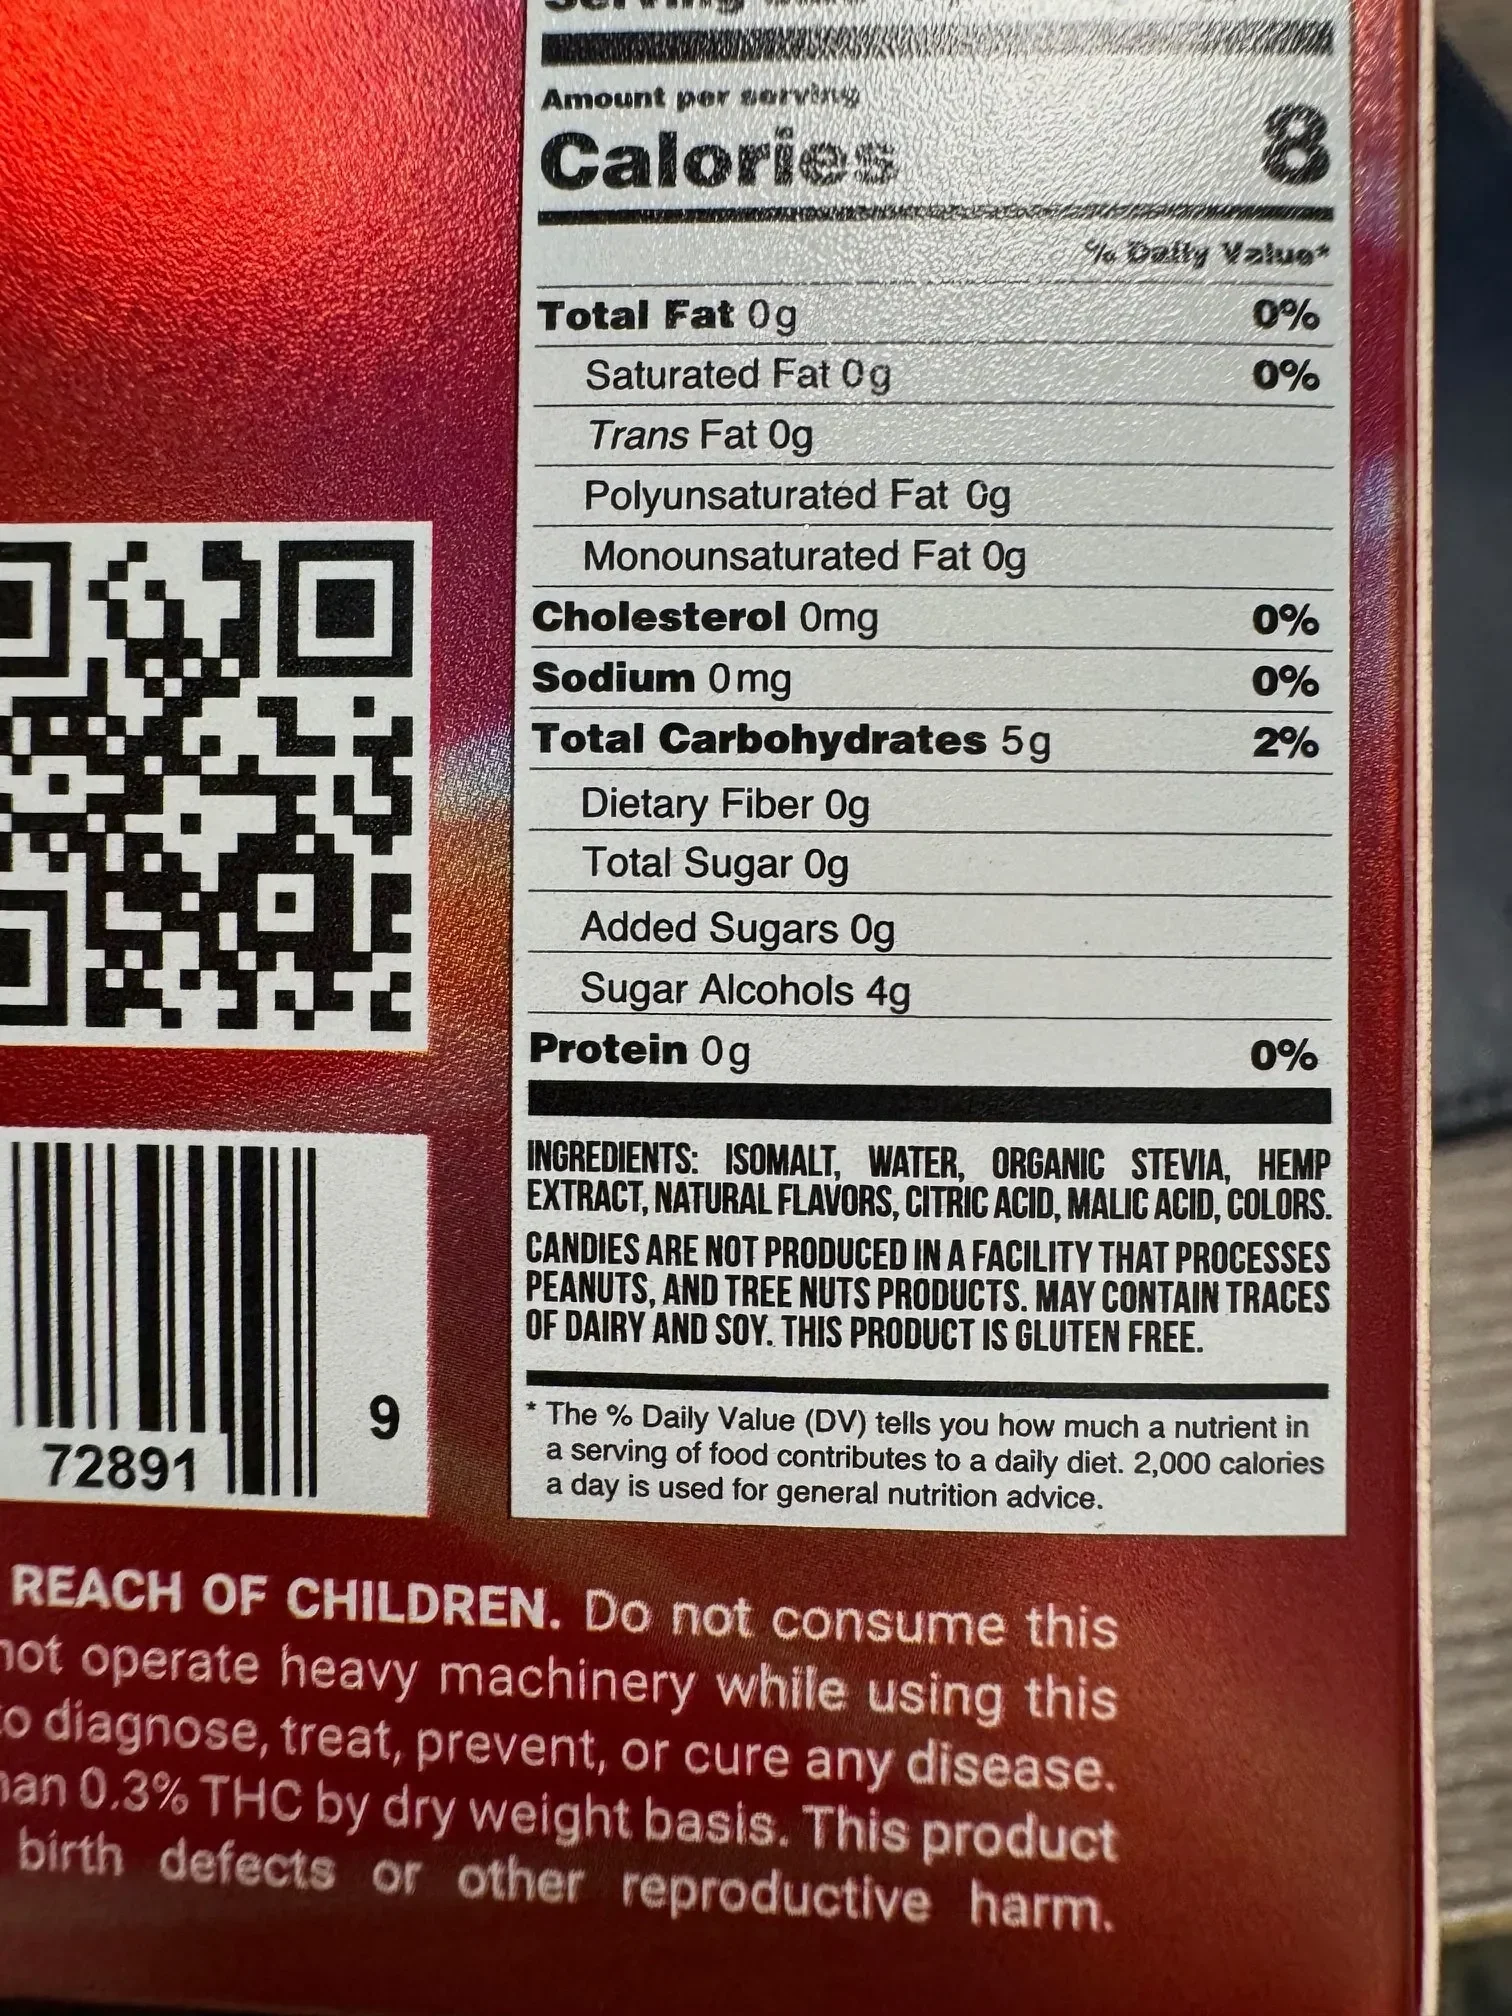 Amount per serving
Calories 8
% Daily Value*
Total Fat 0g 0%
Saturated Fat 0g 0%
Trans Fat 0g
Polyunsaturated Fat 0g
Monounsaturated Fat 0g
Cholesterol 0mg 0%
Sodium 0mg 0%
Total Carbohydrates 5g 2%
Dietary Fiber 0g
Total Sugar 0g
Added Sugars 0g
Sugar Alcohols 4g
Protein 0g 0%
INGREDIENTS: ISOMALT, WATER, ORGANIC STEVIA, HEMP
EXTRACT, NATURAL FLAVORS, CITRIC ACID, MALIC ACID, COLORS.
CANDIES ARE NOT PRODUCED IN A FACILITY THAT PROCESSES
PEANUTS, AND TREE NUTS PRODUCTS. MAY CONTAIN TRACES
OF DAIRY AND SOY. THIS PRODUCT IS GLUTEN FREE.
* The % Daily Value (DV) tells you how much a nutrient in
a serving of food contributes to a daily diet. 2,000 calories
a day is used for general nutrition advice.
72891 9
REACH OF CHILDREN. Do not consume this
not operate heavy machinery while using this
to diagnose, treat, prevent, or cure any disease.
0.3% THC by dry weight basis. This product
birth defects or other reproductive harm.